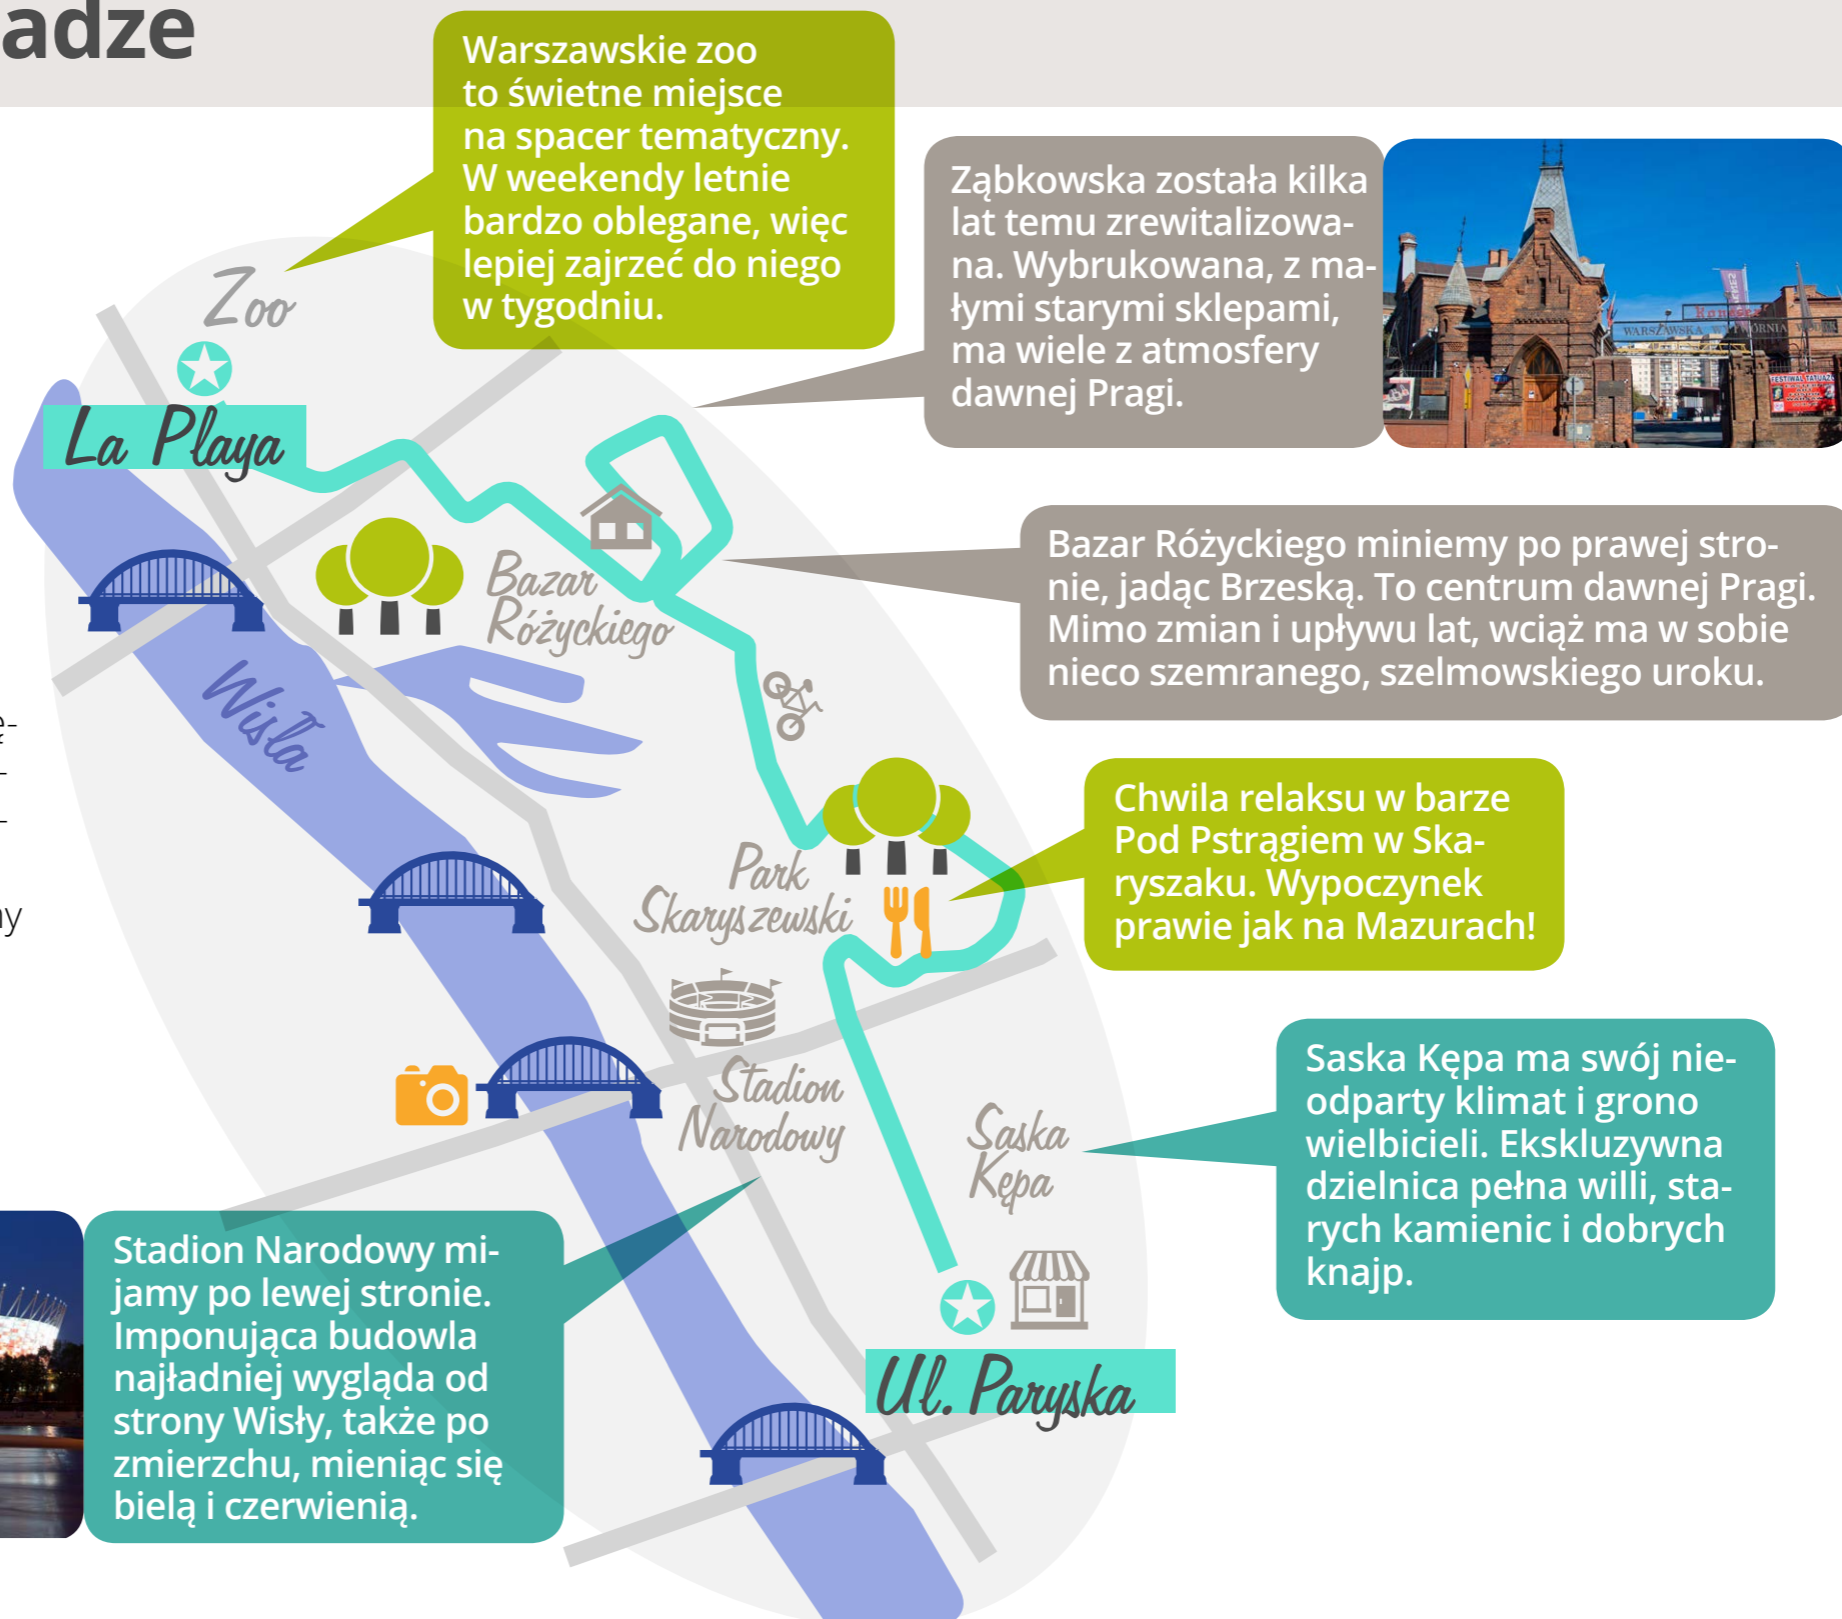 adze
Warszawskie zoo
to świetne miejsce
na spacer tematyczny.
W weekendy letnie
bardzo oblegane, więc
lepiej zajrzeć do niego
w tygodniu.
Ząbkowska została kilka
lat temu zrewitalizowa-
na. Wybrukowana, z ma-
łymi starymi sklepami,
ma wiele z atmosfery
dawnej Pragi.
WARSZAWSKA WYTWÓRNIA WÓDEK
Zoo
La Playa
Bazar Różyckiego miniemy po prawej stro-
nie, jadąc Brzeską. To centrum dawnej Pragi.
Mimo zmian i upływu lat, wciąż ma w sobie
nieco szemranego, szelmowskiego uroku.
Bazar
Różyckiego
Wisła
ę-
-
-
ny
Chwila relaksu w barze
Pod Pstrągiem w Ska-
ryszaku. Wypoczynek
prawie jak na Mazurach!
Park
Skaryszewski
Stadion
Narodowy
Saska
Kępa
Saska Kępa ma swój nie-
odparty klimat i grono
wielbicieli. Ekskluzywna
dzielnica pełna willi, sta-
rych kamienic i dobrych
knajp.
Stadion Narodowy mi-
jamy po lewej stronie.
Imponująca budowla
najładniej wygląda od
strony Wisły, także po
zmierzchu, mieniąc się
bielą i czerwienią.
Ul. Paryska